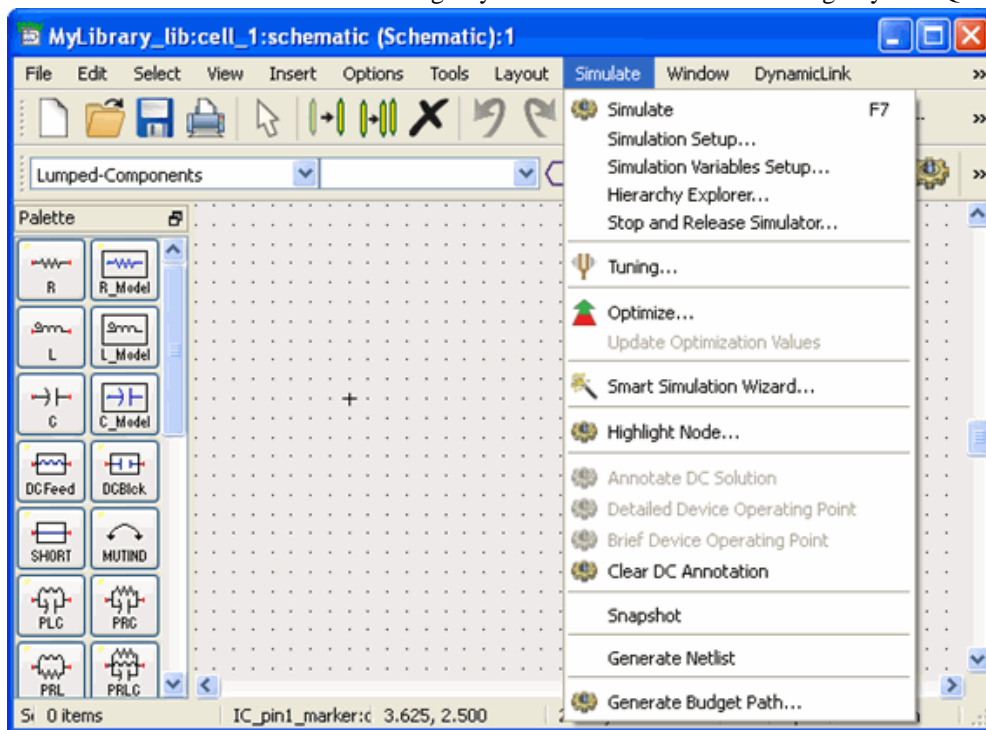 MyLibrary_lib:cell_1:schematic (Schematic):1
File Edit Select View Insert Options Tools Layout Simulate Window DynamicLink »
»
Lumped-Components »
Palette
R R_Model
L L_Model
C C_Model
DCFeed DCBlck
SHORT MUTIND
PLC PRC
PRL PRLC
Simulate F7
Simulation Setup...
Simulation Variables Setup...
Hierarchy Explorer...
Stop and Release Simulator...
Tuning...
Optimize...
Update Optimization Values
Smart Simulation Wizard...
Highlight Node...
Annotate DC Solution
Detailed Device Operating Point
Brief Device Operating Point
Clear DC Annotation
Snapshot
Generate Netlist
Generate Budget Path...
0 items IC_pin1_marker:c 3.625, 2.500